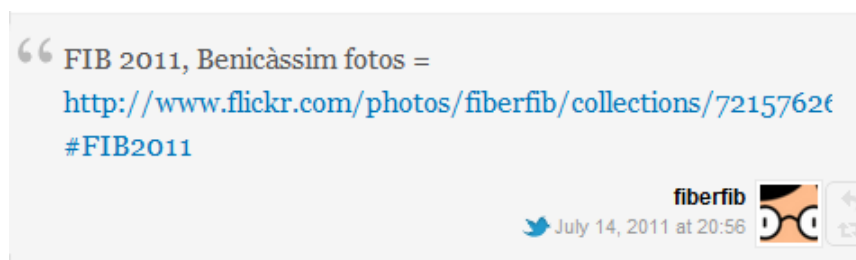 FIB 2011, Benicàssim fotos =
http://www.flickr.com/photos/fiberfib/collections/72157626
#FIB2011
fiberfib
July 14, 2011 at 20:56